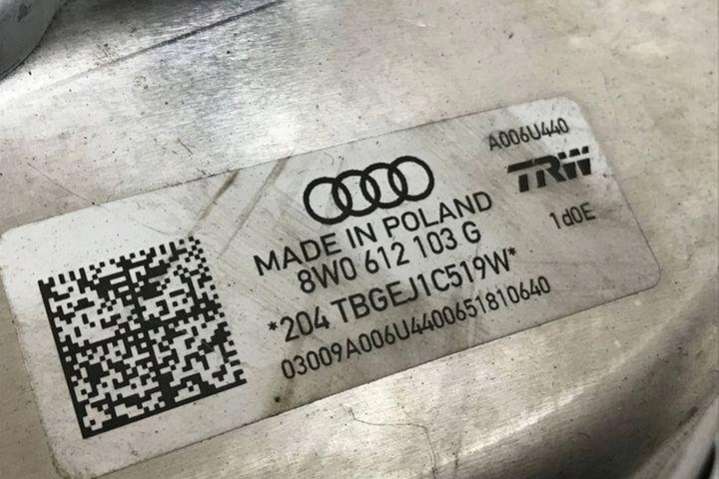 A006U440
TRW
1d0E
MADE IN POLAND
8W0 612 103 G
*204 TBGEJ1C519W*
03009A006U4400651810640